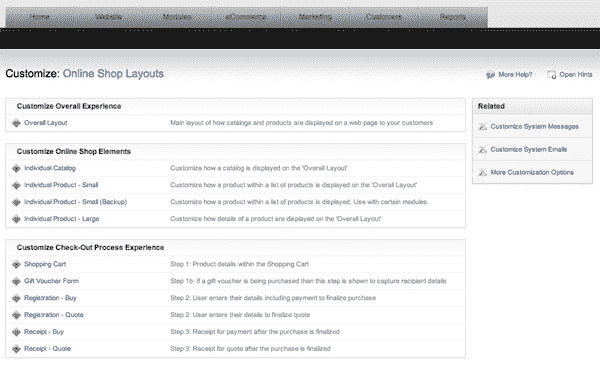 Home Website Modules eCommerce Marketing Customers Reports
Customize: Online Shop Layouts
More Help? Open Hints
Customize Overall Experience
Overall Layout Main layout of how catalogs and products are displayed on a web page to your customers
Customize Online Shop Elements
Individual Catalog Customize how a catalog is displayed on the 'Overall Layout'
Individual Product - Small Customize how a product within a list of products is displayed on the 'Overall Layout'
Individual Product - Small (Backup) Customize how a product within a list of products is displayed. Use with certain modules.
Individual Product - Large Customize how details of a product are displayed on the 'Overall Layout'
Customize Check-Out Process Experience
Shopping Cart Step 1: Product details within the Shopping Cart
Gift Voucher Form Step 1b: If a gift voucher is being purchased then this step is shown to capture recipient details
Registration - Buy Step 2: User enters their details including payment to finalize purchase
Registration - Quote Step 2: User enters their details to finalize quote
Receipt - Buy Step 3: Receipt for payment after the purchase is finalized
Receipt - Quote Step 3: Receipt for quote after the purchase is finalized
Related
Customize System Messages
Customize System Emails
More Customization Options